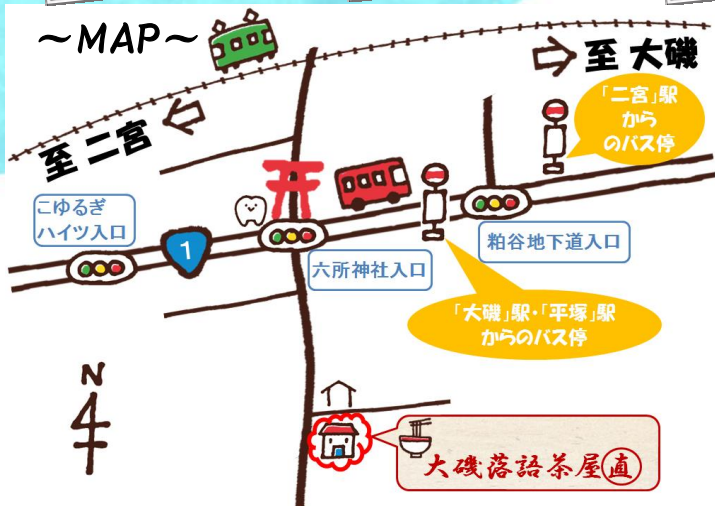 ～MAP～
至 大磯
至 二宮
「二宮」駅
から
のバス停
こゆるぎ
ハイツ入口
1
六所神社入口
粕谷地下道入口
「大磯」駅・「平塚」駅
からのバス停
N
大磯落語茶屋直